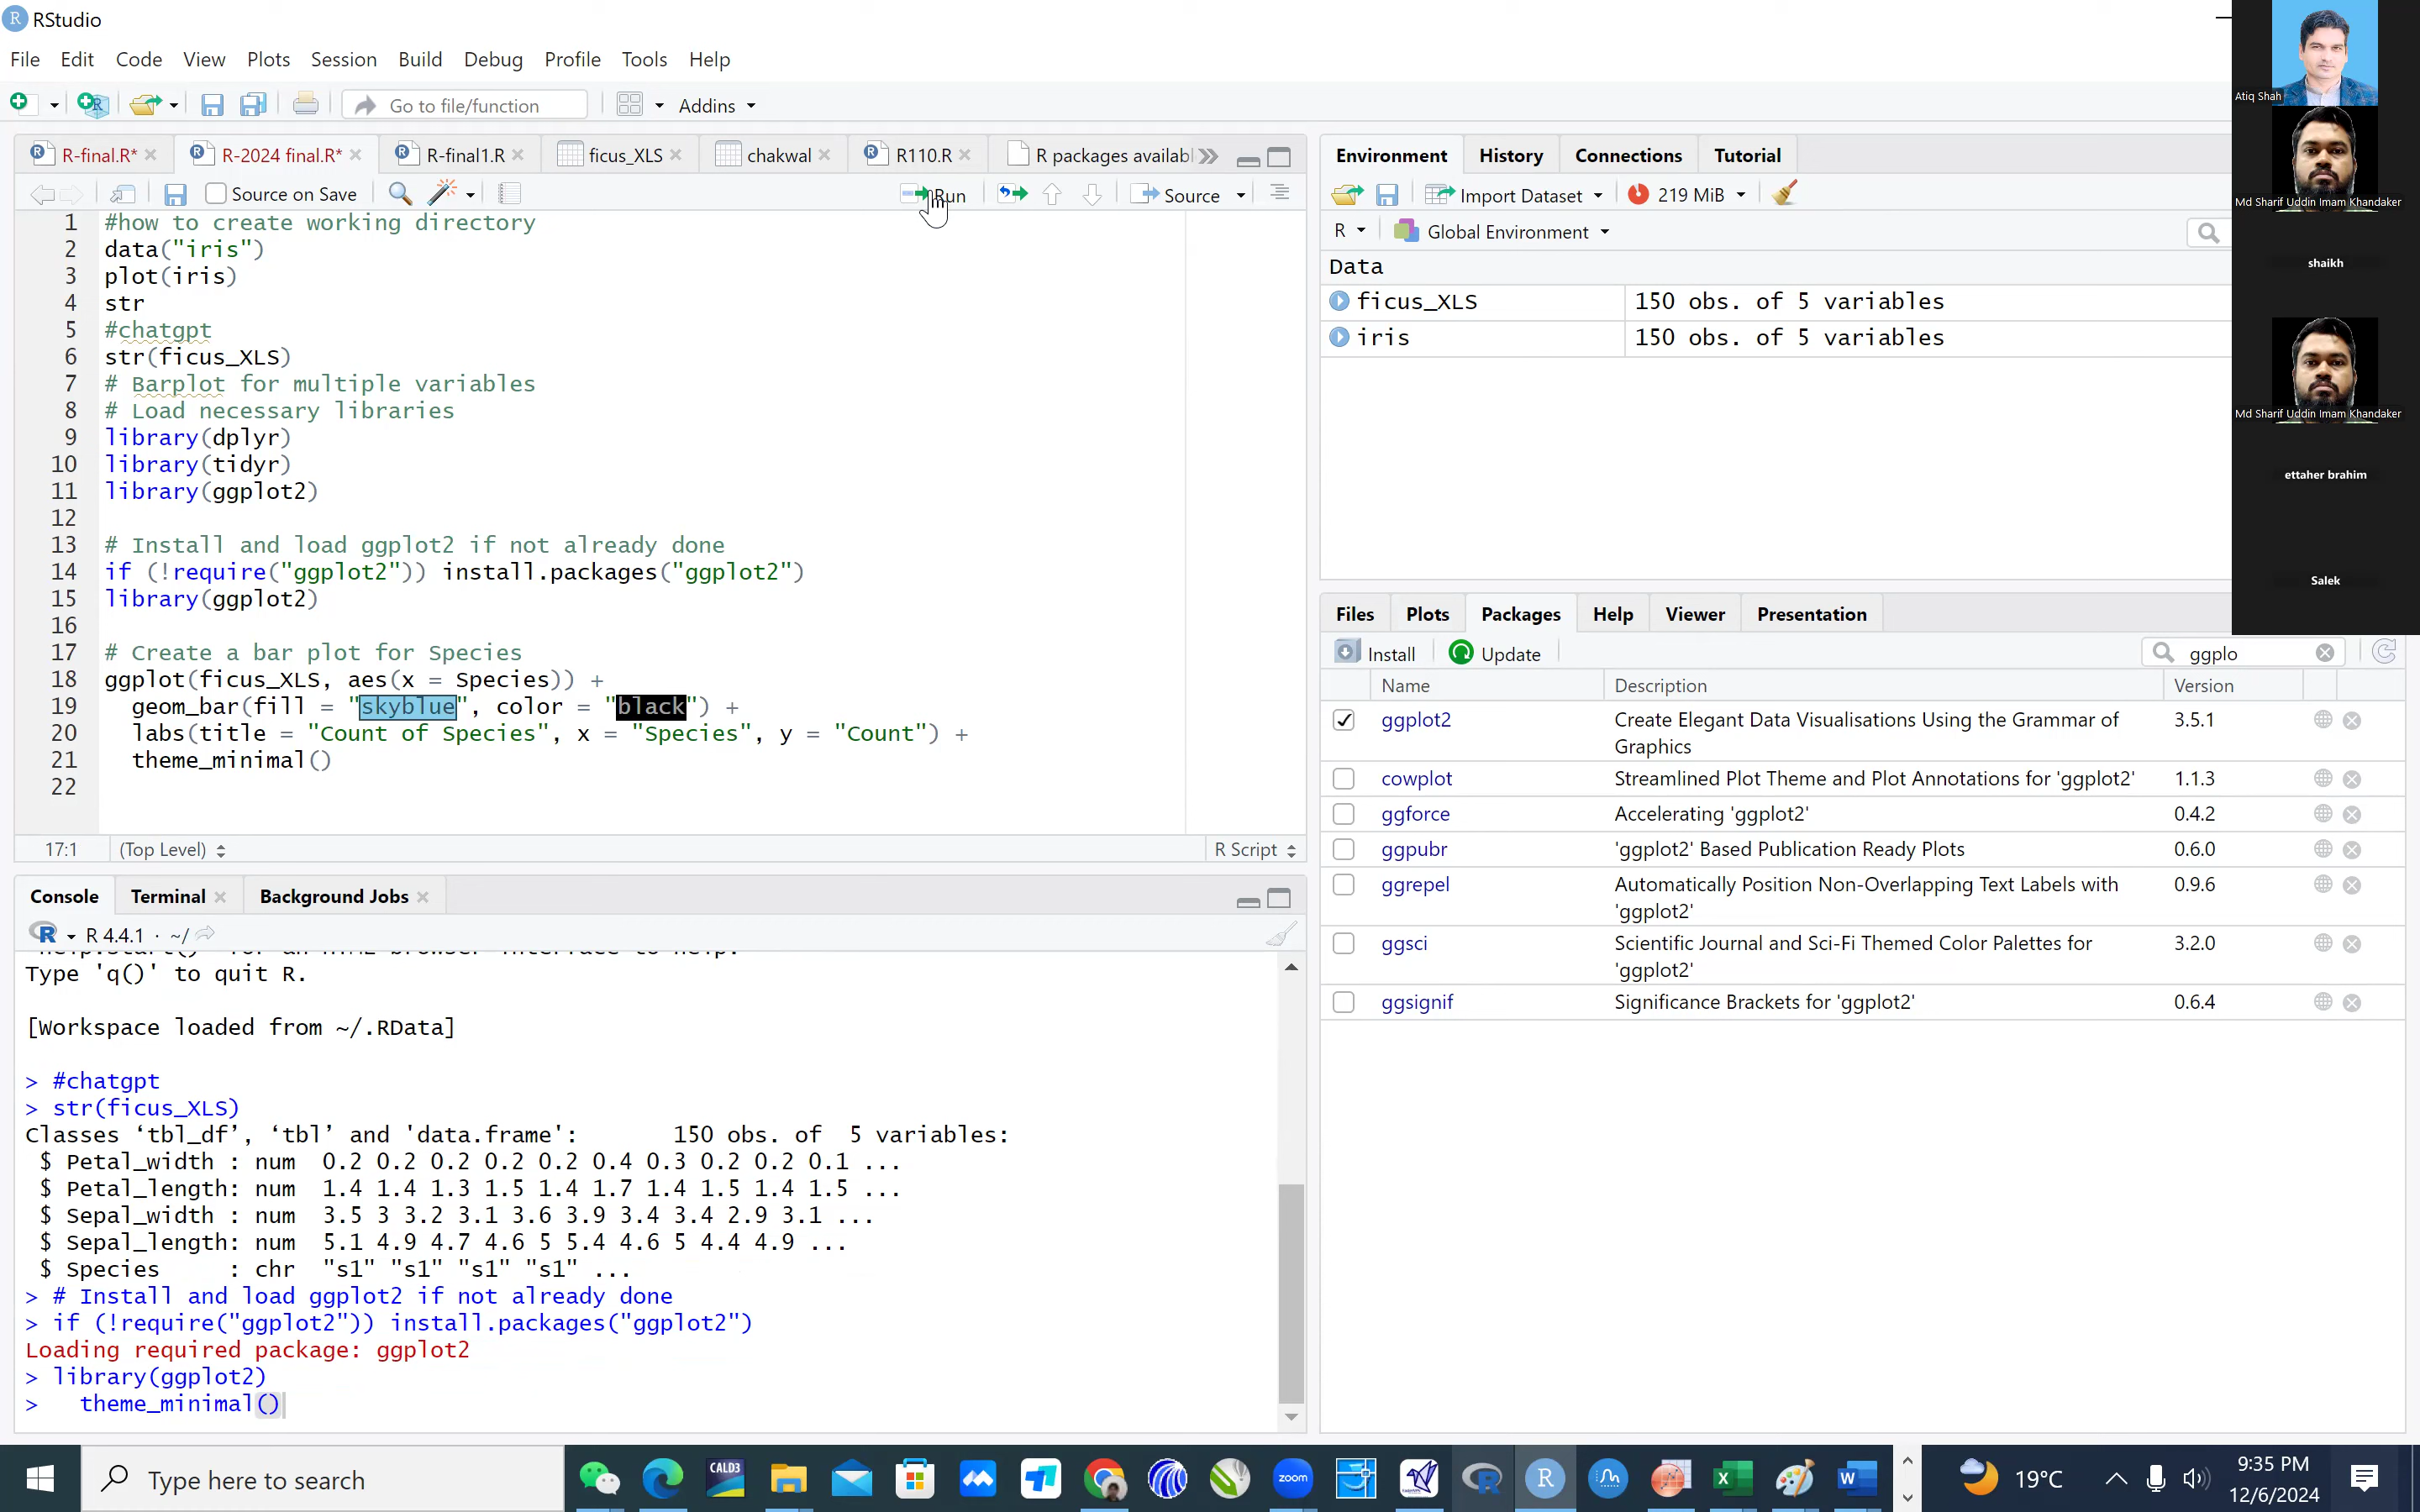 RStudio
File Edit Code View Plots Session Build Debug Profile Tools Help
Go to file/function Addins
R-final.R* R-2024 final.R* R-final1.R ficus_XLS chakwal R110.R R packages availabl
Source on Save Run Source
1 #how to create working directory
2 data("iris")
3 plot(iris)
4 str
5 #chatgpt
6 str(ficus_XLS)
7 # Barplot for multiple variables
8 # Load necessary libraries
9 library(dplyr)
10 library(tidyr)
11 library(ggplot2)
12
13 # Install and load ggplot2 if not already done
14 if (!require("ggplot2")) install.packages("ggplot2")
15 library(ggplot2)
16
17 # Create a bar plot for Species
18 ggplot(ficus_XLS, aes(x = Species)) +
19 geom_bar(fill = "skyblue", color = "black") +
20 labs(title = "Count of Species", x = "Species", y = "Count") +
21 theme_minimal()
22
17:1 (Top Level) R Script
Console Terminal Background Jobs
R 4.4.1 · ~/
Type 'q()' to quit R.
[Workspace loaded from ~/.RData]
> #chatgpt
> str(ficus_XLS)
Classes ‘tbl_df’, ‘tbl’ and 'data.frame': 150 obs. of 5 variables:
$ Petal_width : num 0.2 0.2 0.2 0.2 0.2 0.4 0.3 0.2 0.2 0.1 ...
$ Petal_length: num 1.4 1.4 1.3 1.5 1.4 1.7 1.4 1.5 1.4 1.5 ...
$ Sepal_width : num 3.5 3 3.2 3.1 3.6 3.9 3.4 3.4 2.9 3.1 ...
$ Sepal_length: num 5.1 4.9 4.7 4.6 5 5.4 4.6 5 4.4 4.9 ...
$ Species : chr "s1" "s1" "s1" "s1" ...
> # Install and load ggplot2 if not already done
> if (!require("ggplot2")) install.packages("ggplot2")
Loading required package: ggplot2
> library(ggplot2)
> theme_minimal()
Environment History Connections Tutorial
Import Dataset 219 MiB
R Global Environment
Data
ficus_XLS 150 obs. of 5 variables
iris 150 obs. of 5 variables
Files Plots Packages Help Viewer Presentation
Install Update ggplo
Name Description Version
ggplot2 Create Elegant Data Visualisations Using the Grammar of 3.5.1
Graphics
cowplot Streamlined Plot Theme and Plot Annotations for 'ggplot2' 1.1.3
ggforce Accelerating 'ggplot2' 0.4.2
ggpubr 'ggplot2' Based Publication Ready Plots 0.6.0
ggrepel Automatically Position Non-Overlapping Text Labels with 0.9.6
'ggplot2'
ggsci Scientific Journal and Sci-Fi Themed Color Palettes for 3.2.0
'ggplot2'
ggsignif Significance Brackets for 'ggplot2' 0.6.4
Atiq Shah
Md Sharif Uddin Imam Khandaker
shaikh
Md Sharif Uddin Imam Khandaker
ettaher brahim
Salek
Type here to search
CALD3
zoom
19°C
9:35 PM
12/6/2024